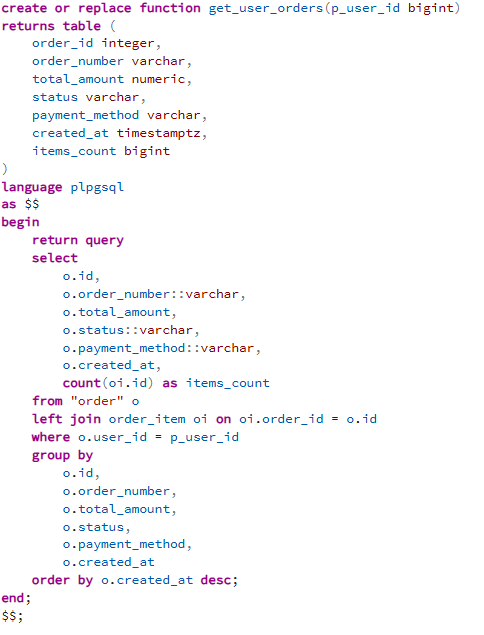 create or replace function get_user_orders(p_user_id bigint)
returns table (
    order_id integer,
    order_number varchar,
    total_amount numeric,
    status varchar,
    payment_method varchar,
    created_at timestamptz,
    items_count bigint
)
language plpgsql
as $$
begin
    return query
    select
        o.id,
        o.order_number::varchar,
        o.total_amount,
        o.status::varchar,
        o.payment_method::varchar,
        o.created_at,
        count(oi.id) as items_count
    from "order" o
    left join order_item oi on oi.order_id = o.id
    where o.user_id = p_user_id
    group by
        o.id,
        o.order_number,
        o.total_amount,
        o.status,
        o.payment_method,
        o.created_at
    order by o.created_at desc;
end;
$$;